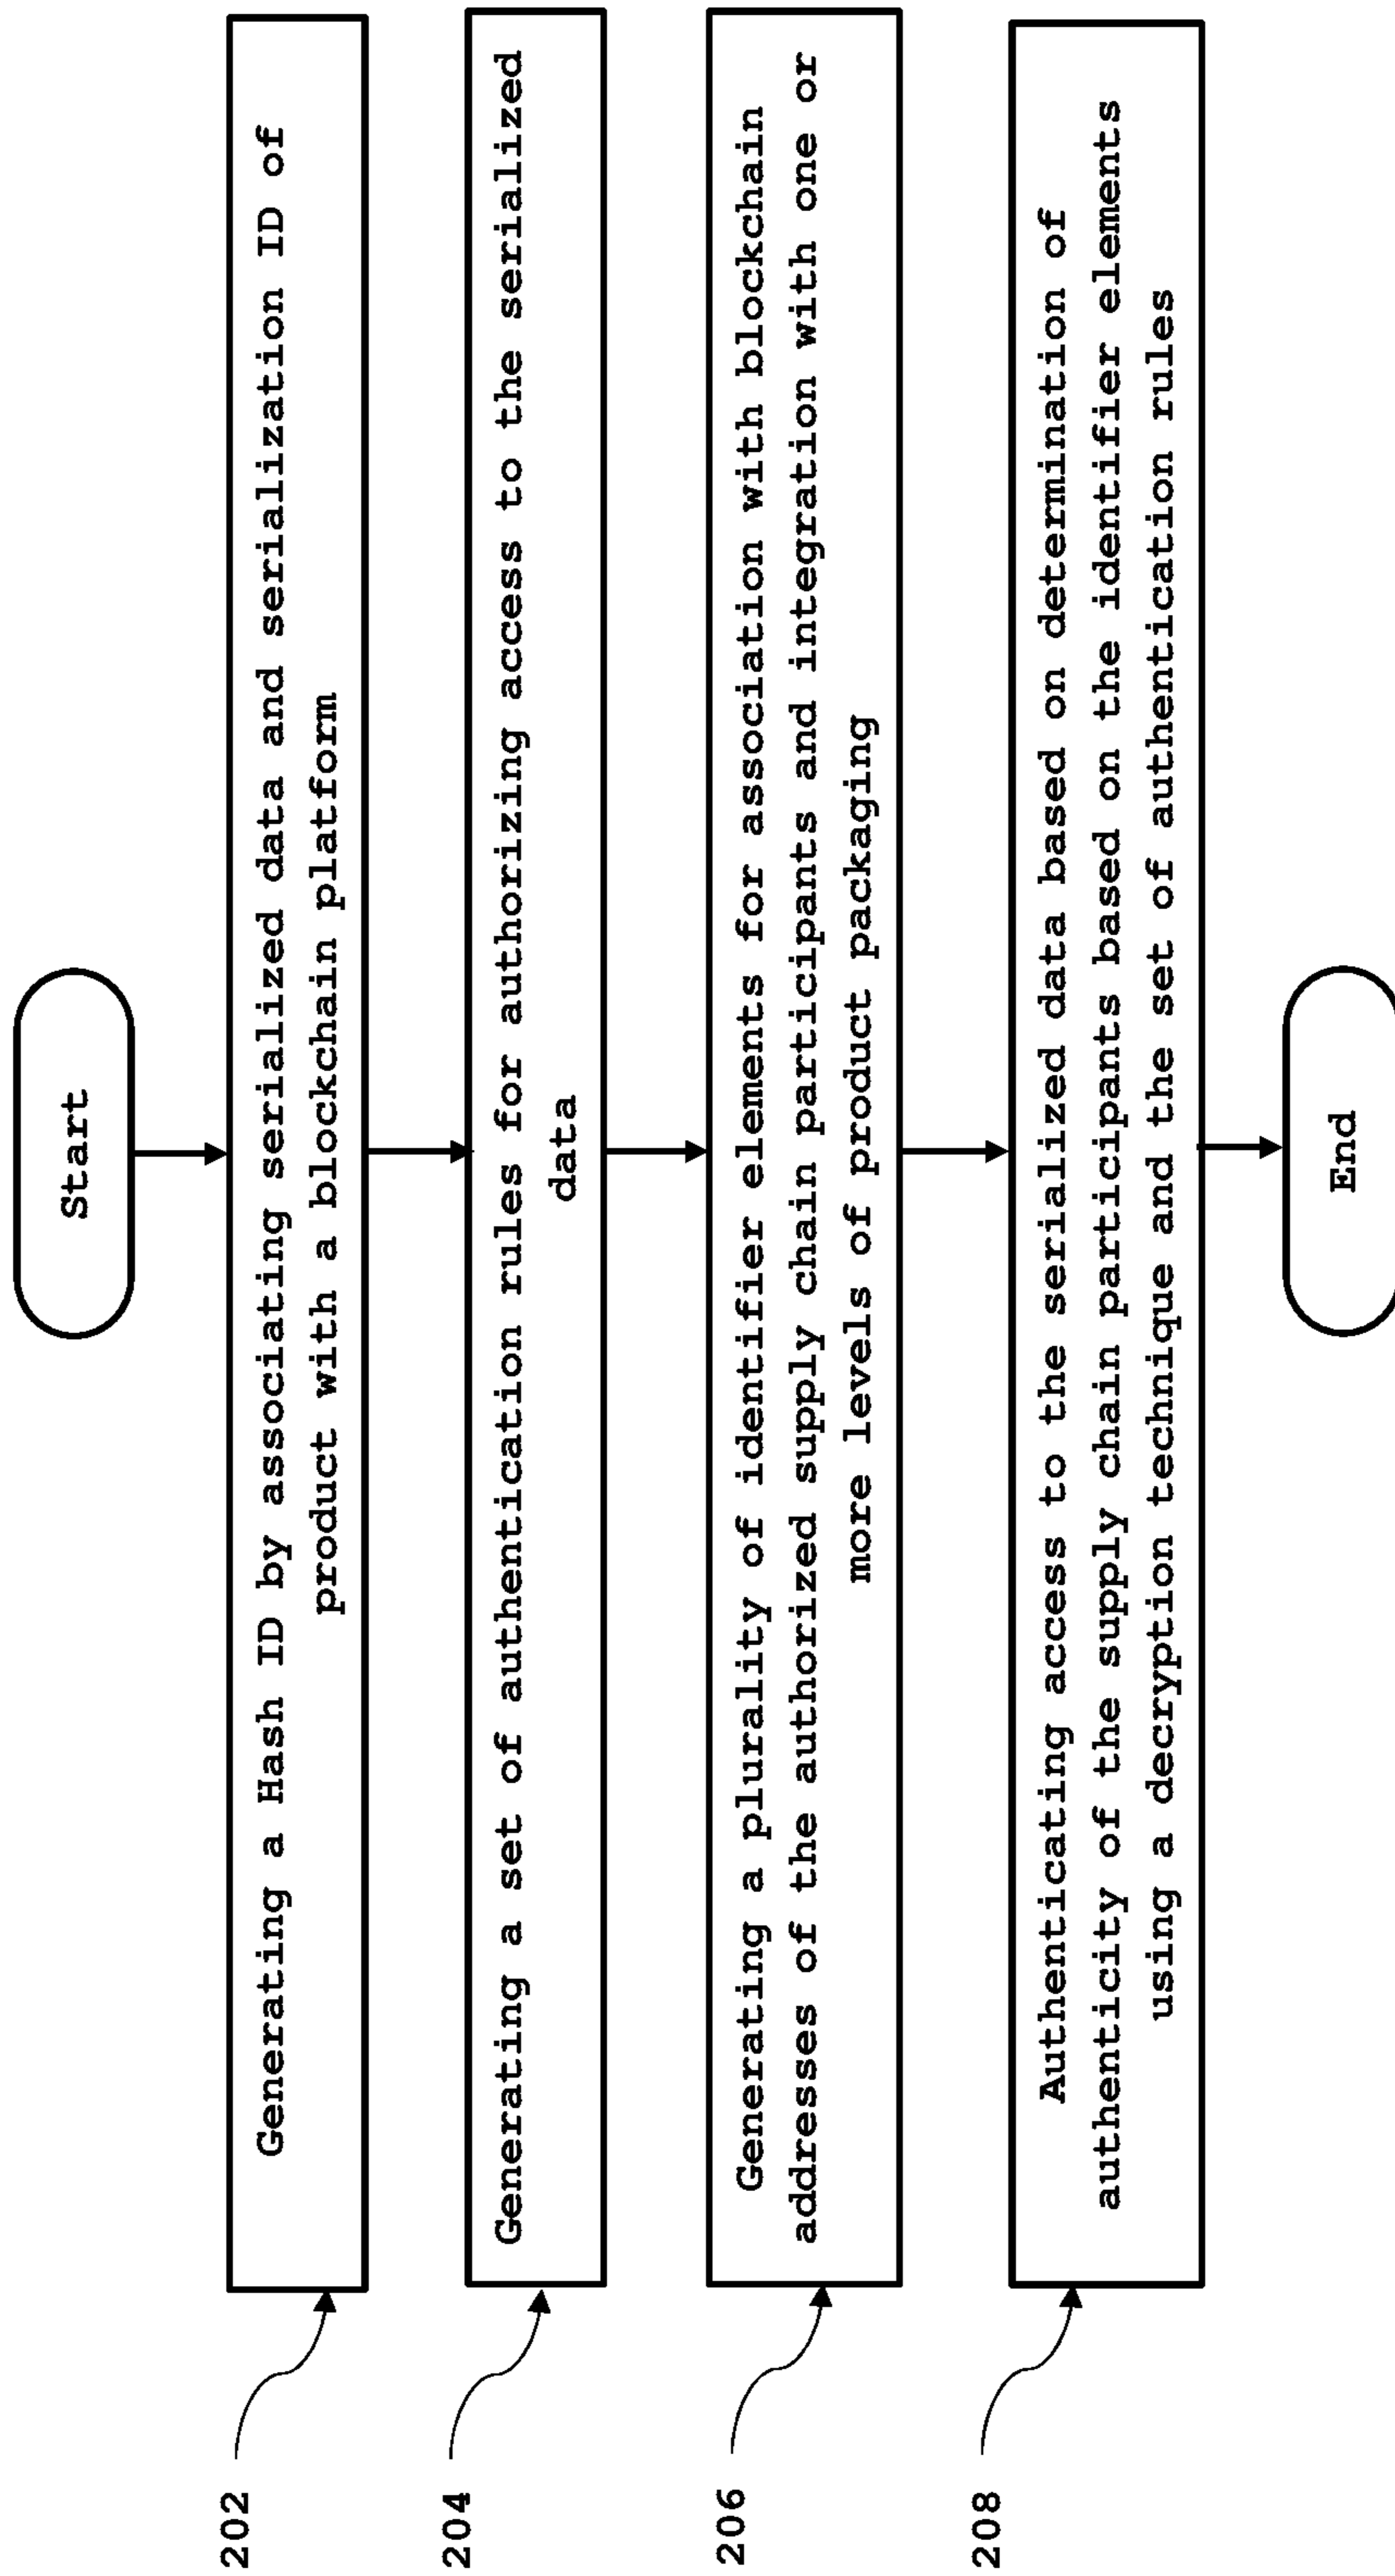 Start
202
Generating a Hash ID by associating serialized data and serialization ID of
product with a blockchain platform
204
Generating a set of authentication rules for authorizing access to the serialized
data
206
Generating a plurality of identifier elements for association with blockchain
addresses of the authorized supply chain participants and integration with one or
more levels of product packaging
208
Authenticating access to the serialized data based on determination of
authenticity of the supply chain participants based on the identifier elements
using a decryption technique and the set of authentication rules
End